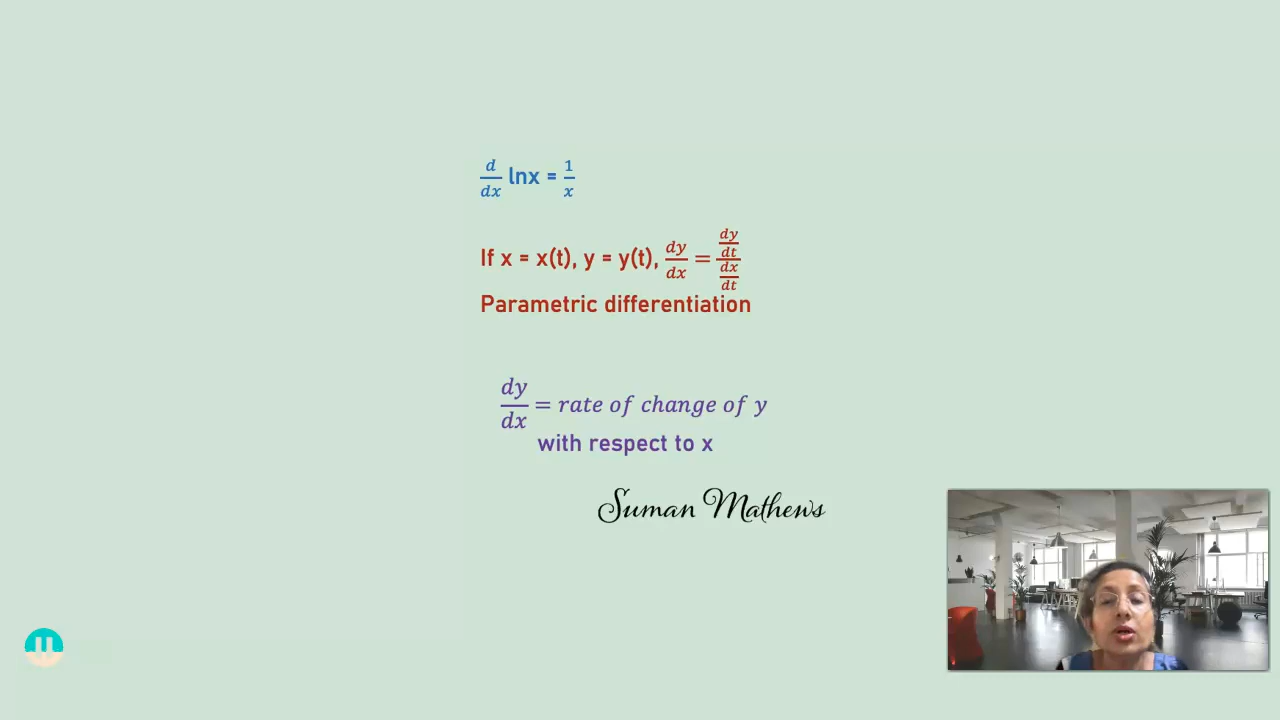 d/dx lnx = 1/x
If x = x(t), y = y(t), dy/dx = (dy/dt)/(dx/dt)
Parametric differentiation
dy/dx = rate of change of y
with respect to x
Suman Mathews